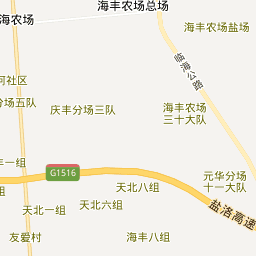 海丰农场总场
海农场
海丰农场盐场
临海公路
河社区
分场五队
庆丰分场三队
海丰农场
三十大队
丰一组
G1516
天北八组
元华分场
十一大队
天北一组
天北六组
盐洛高速
友爱村
海丰八组